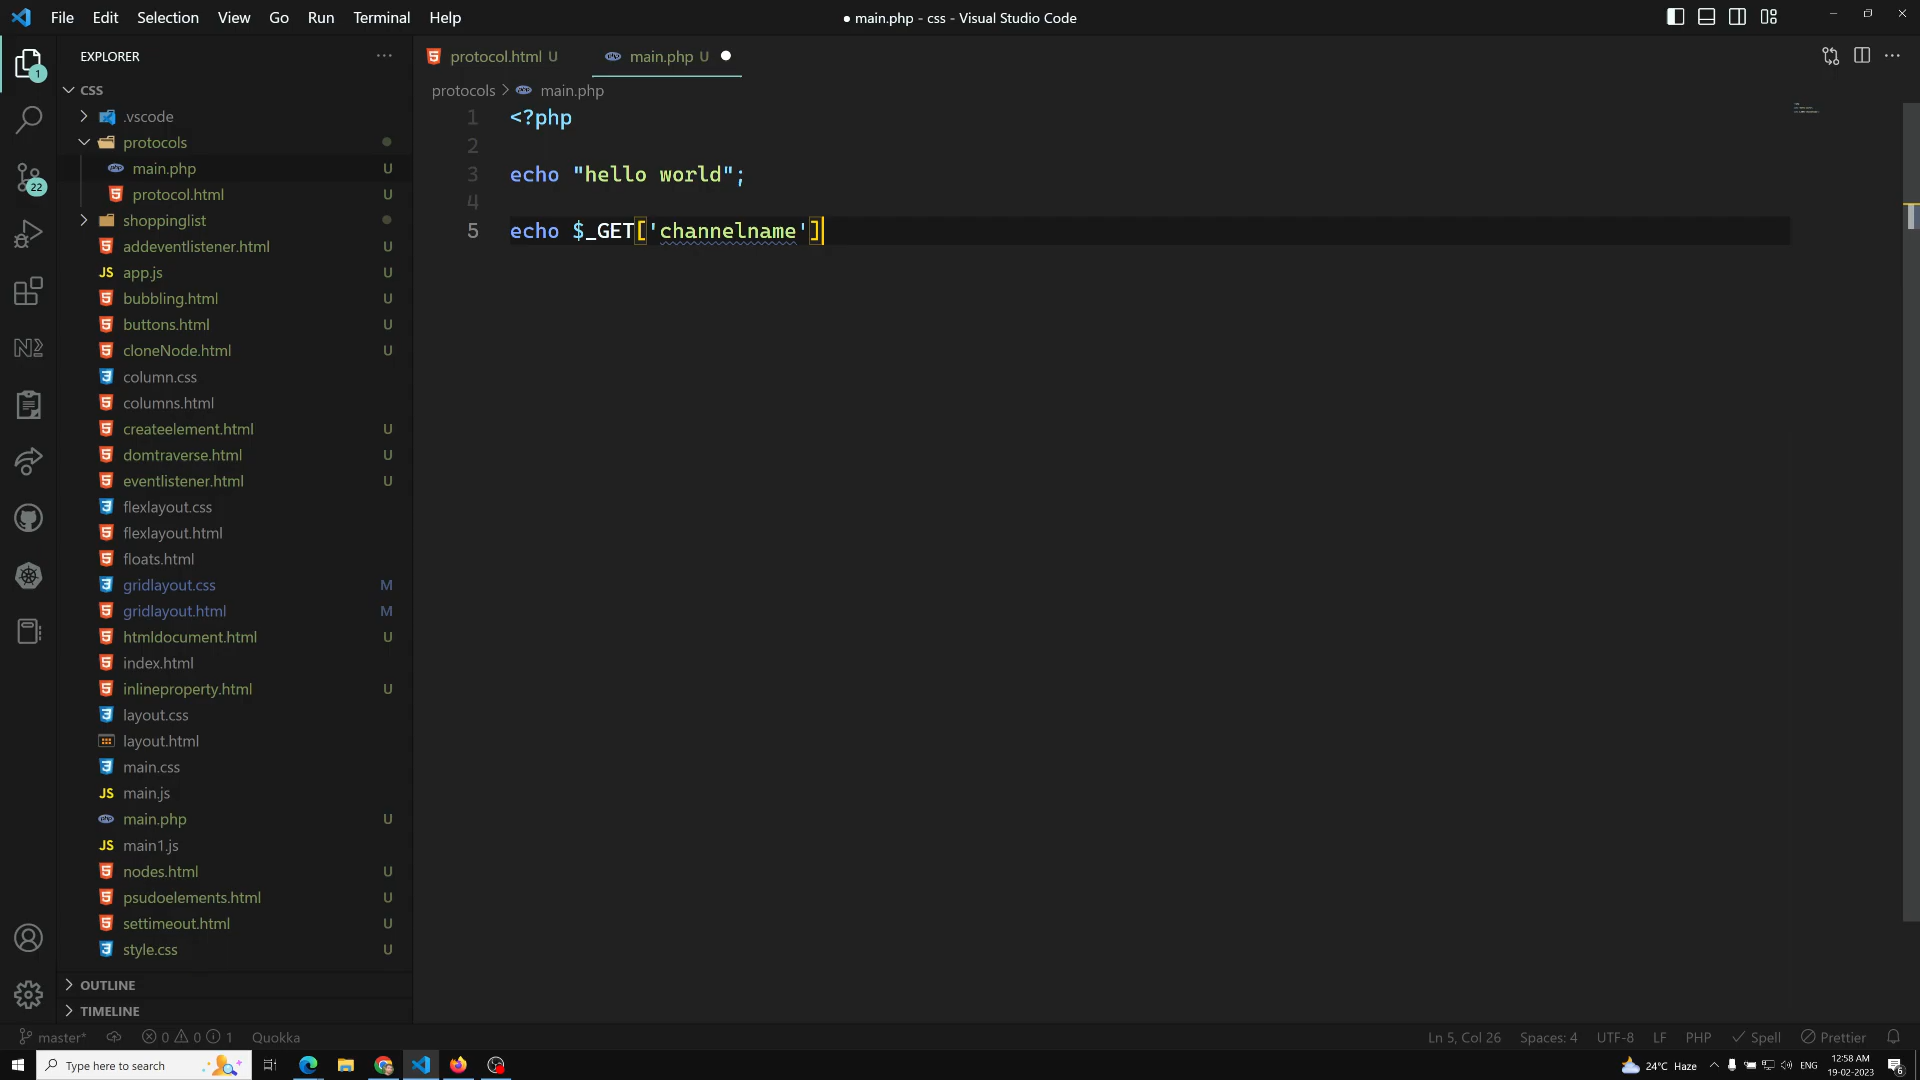 File Edit Selection View Go Run Terminal Help
● main.php - css - Visual Studio Code
EXPLORER
protocol.html U
main.php U
protocols > main.php
1
22
CSS
.vscode
protocols
main.php U
protocol.html U
shoppinglist
addeventlistener.html U
JS app.js U
bubbling.html U
buttons.html U
cloneNode.html U
column.css
columns.html
createelement.html U
domtraverse.html U
eventlistener.html U
flexlayout.css
flexlayout.html
floats.html
gridlayout.css M
gridlayout.html M
htmldocument.html U
index.html
inlineproperty.html U
layout.css
layout.html
main.css
JS main.js
main.php U
JS main1.js
nodes.html U
psudoelements.html U
settimeout.html U
style.css U
OUTLINE
TIMELINE
1 <?php
2
3 echo "hello world";
4
5 echo $_GET['channelname']
master* 0 0 1 Quokka
Ln 5, Col 26 Spaces: 4 UTF-8 LF PHP Spell Prettier
Type here to search
24°C Haze
ENG
12:58 AM
19-02-2023
6